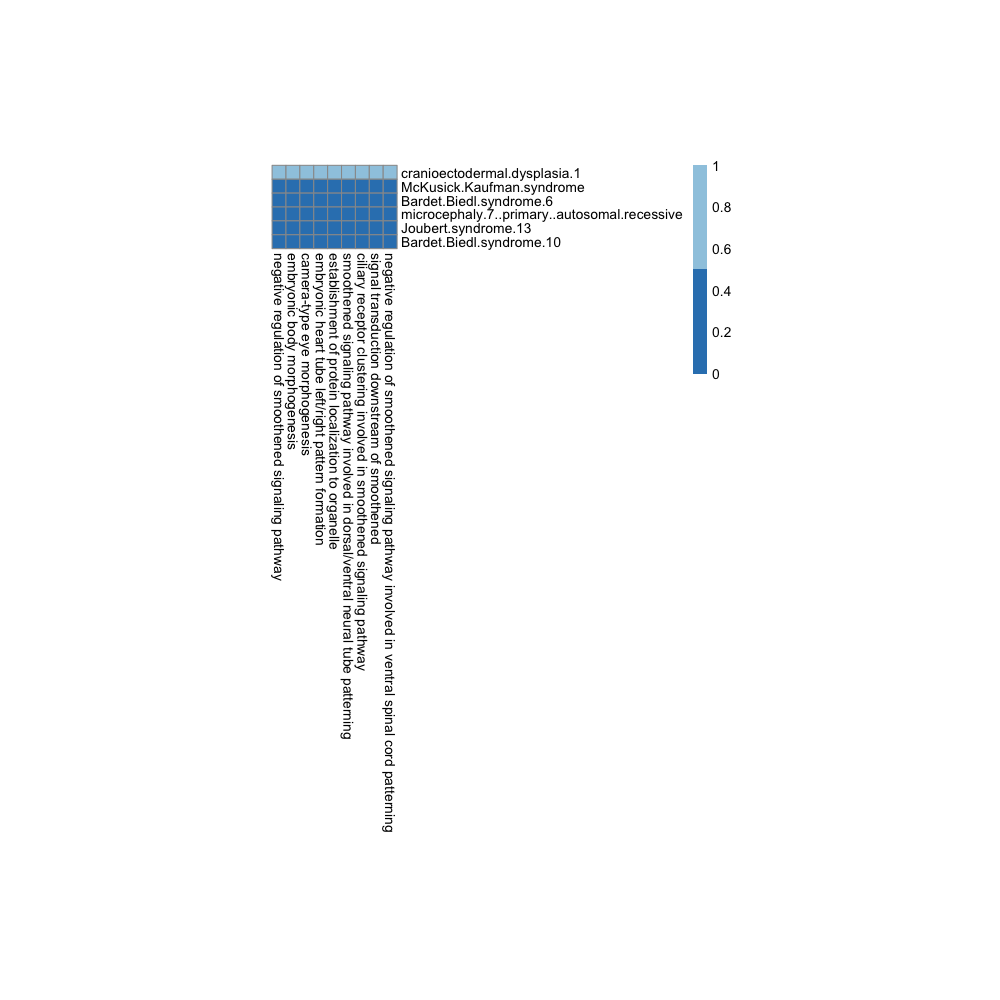 cranioectodermal.dysplasia.1
McKusick.Kaufman.syndrome
Bardet.Biedl.syndrome.6
microcephaly.7..primary..autosomal.recessive
Joubert.syndrome.13
Bardet.Biedl.syndrome.10
negative regulation of smoothened signaling pathway
embryonic body morphogenesis
camera-type eye morphogenesis
embryonic heart tube left/right pattern formation
establishment of protein localization to organelle
smoothened signaling pathway involved in dorsal/ventral neural tube patterning
ciliary receptor clustering involved in smoothened signaling pathway
signal transduction downstream of smoothened
negative regulation of smoothened signaling pathway involved in ventral spinal cord patterning
1
0.8
0.6
0.4
0.2
0